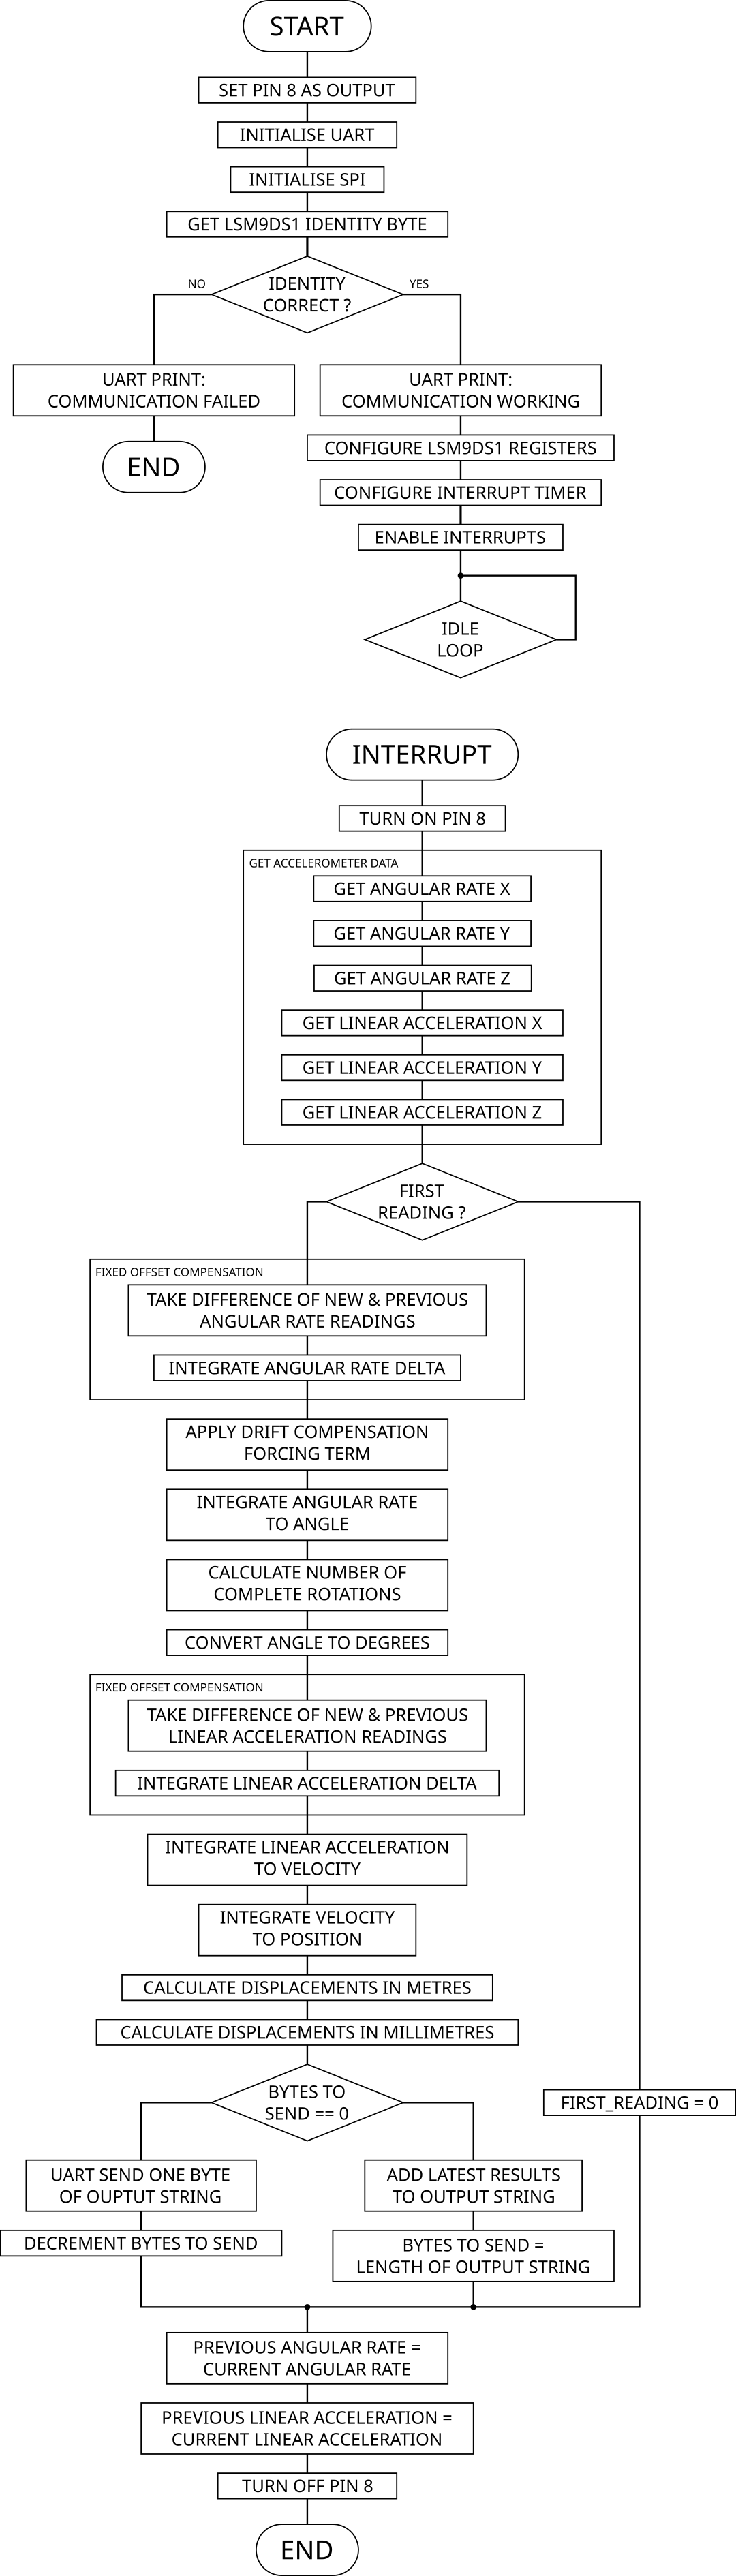 START
SET PIN 8 AS OUTPUT
INITIALISE UART
INITIALISE SPI
GET LSM9DS1 IDENTITY BYTE
IDENTITY
CORRECT ?
NO
YES
UART PRINT:
COMMUNICATION FAILED
END
UART PRINT:
COMMUNICATION WORKING
CONFIGURE LSM9DS1 REGISTERS
CONFIGURE INTERRUPT TIMER
ENABLE INTERRUPTS
IDLE
LOOP
INTERRUPT
TURN ON PIN 8
GET ACCELEROMETER DATA
GET ANGULAR RATE X
GET ANGULAR RATE Y
GET ANGULAR RATE Z
GET LINEAR ACCELERATION X
GET LINEAR ACCELERATION Y
GET LINEAR ACCELERATION Z
FIRST
READING ?
FIXED OFFSET COMPENSATION
TAKE DIFFERENCE OF NEW & PREVIOUS
ANGULAR RATE READINGS
INTEGRATE ANGULAR RATE DELTA
APPLY DRIFT COMPENSATION
FORCING TERM
INTEGRATE ANGULAR RATE
TO ANGLE
CALCULATE NUMBER OF
COMPLETE ROTATIONS
CONVERT ANGLE TO DEGREES
FIXED OFFSET COMPENSATION
TAKE DIFFERENCE OF NEW & PREVIOUS
LINEAR ACCELERATION READINGS
INTEGRATE LINEAR ACCELERATION DELTA
INTEGRATE LINEAR ACCELERATION
TO VELOCITY
INTEGRATE VELOCITY
TO POSITION
CALCULATE DISPLACEMENTS IN METRES
CALCULATE DISPLACEMENTS IN MILLIMETRES
BYTES TO
SEND == 0
FIRST_READING = 0
UART SEND ONE BYTE
OF OUPTUT STRING
DECREMENT BYTES TO SEND
ADD LATEST RESULTS
TO OUTPUT STRING
BYTES TO SEND =
LENGTH OF OUTPUT STRING
PREVIOUS ANGULAR RATE =
CURRENT ANGULAR RATE
PREVIOUS LINEAR ACCELERATION =
CURRENT LINEAR ACCELERATION
TURN OFF PIN 8
END